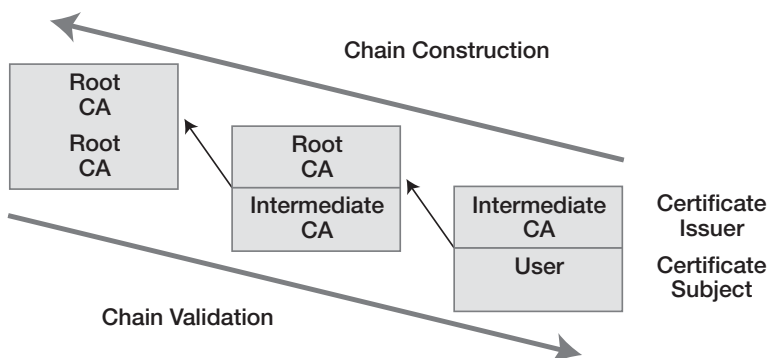 Chain Construction
Root
CA
Root
CA
Root
CA
Intermediate
CA
Intermediate
CA
User
Certificate
Issuer
Certificate
Subject
Chain Validation